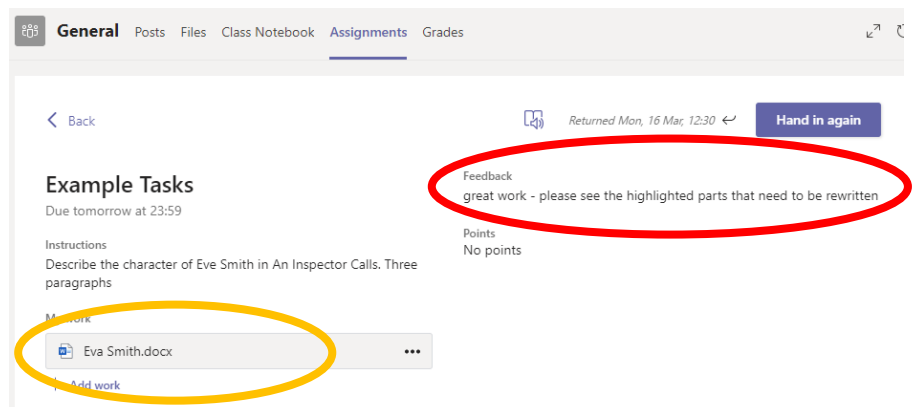 General Posts Files Class Notebook Assignments Grades
Back
Returned Mon, 16 Mar, 12:30
Hand in again
Example Tasks
Due tomorrow at 23:59
Instructions
Describe the character of Eve Smith in An Inspector Calls. Three
paragraphs
My work
Eva Smith.docx
Add work
Feedback
great work - please see the highlighted parts that need to be rewritten
Points
No points